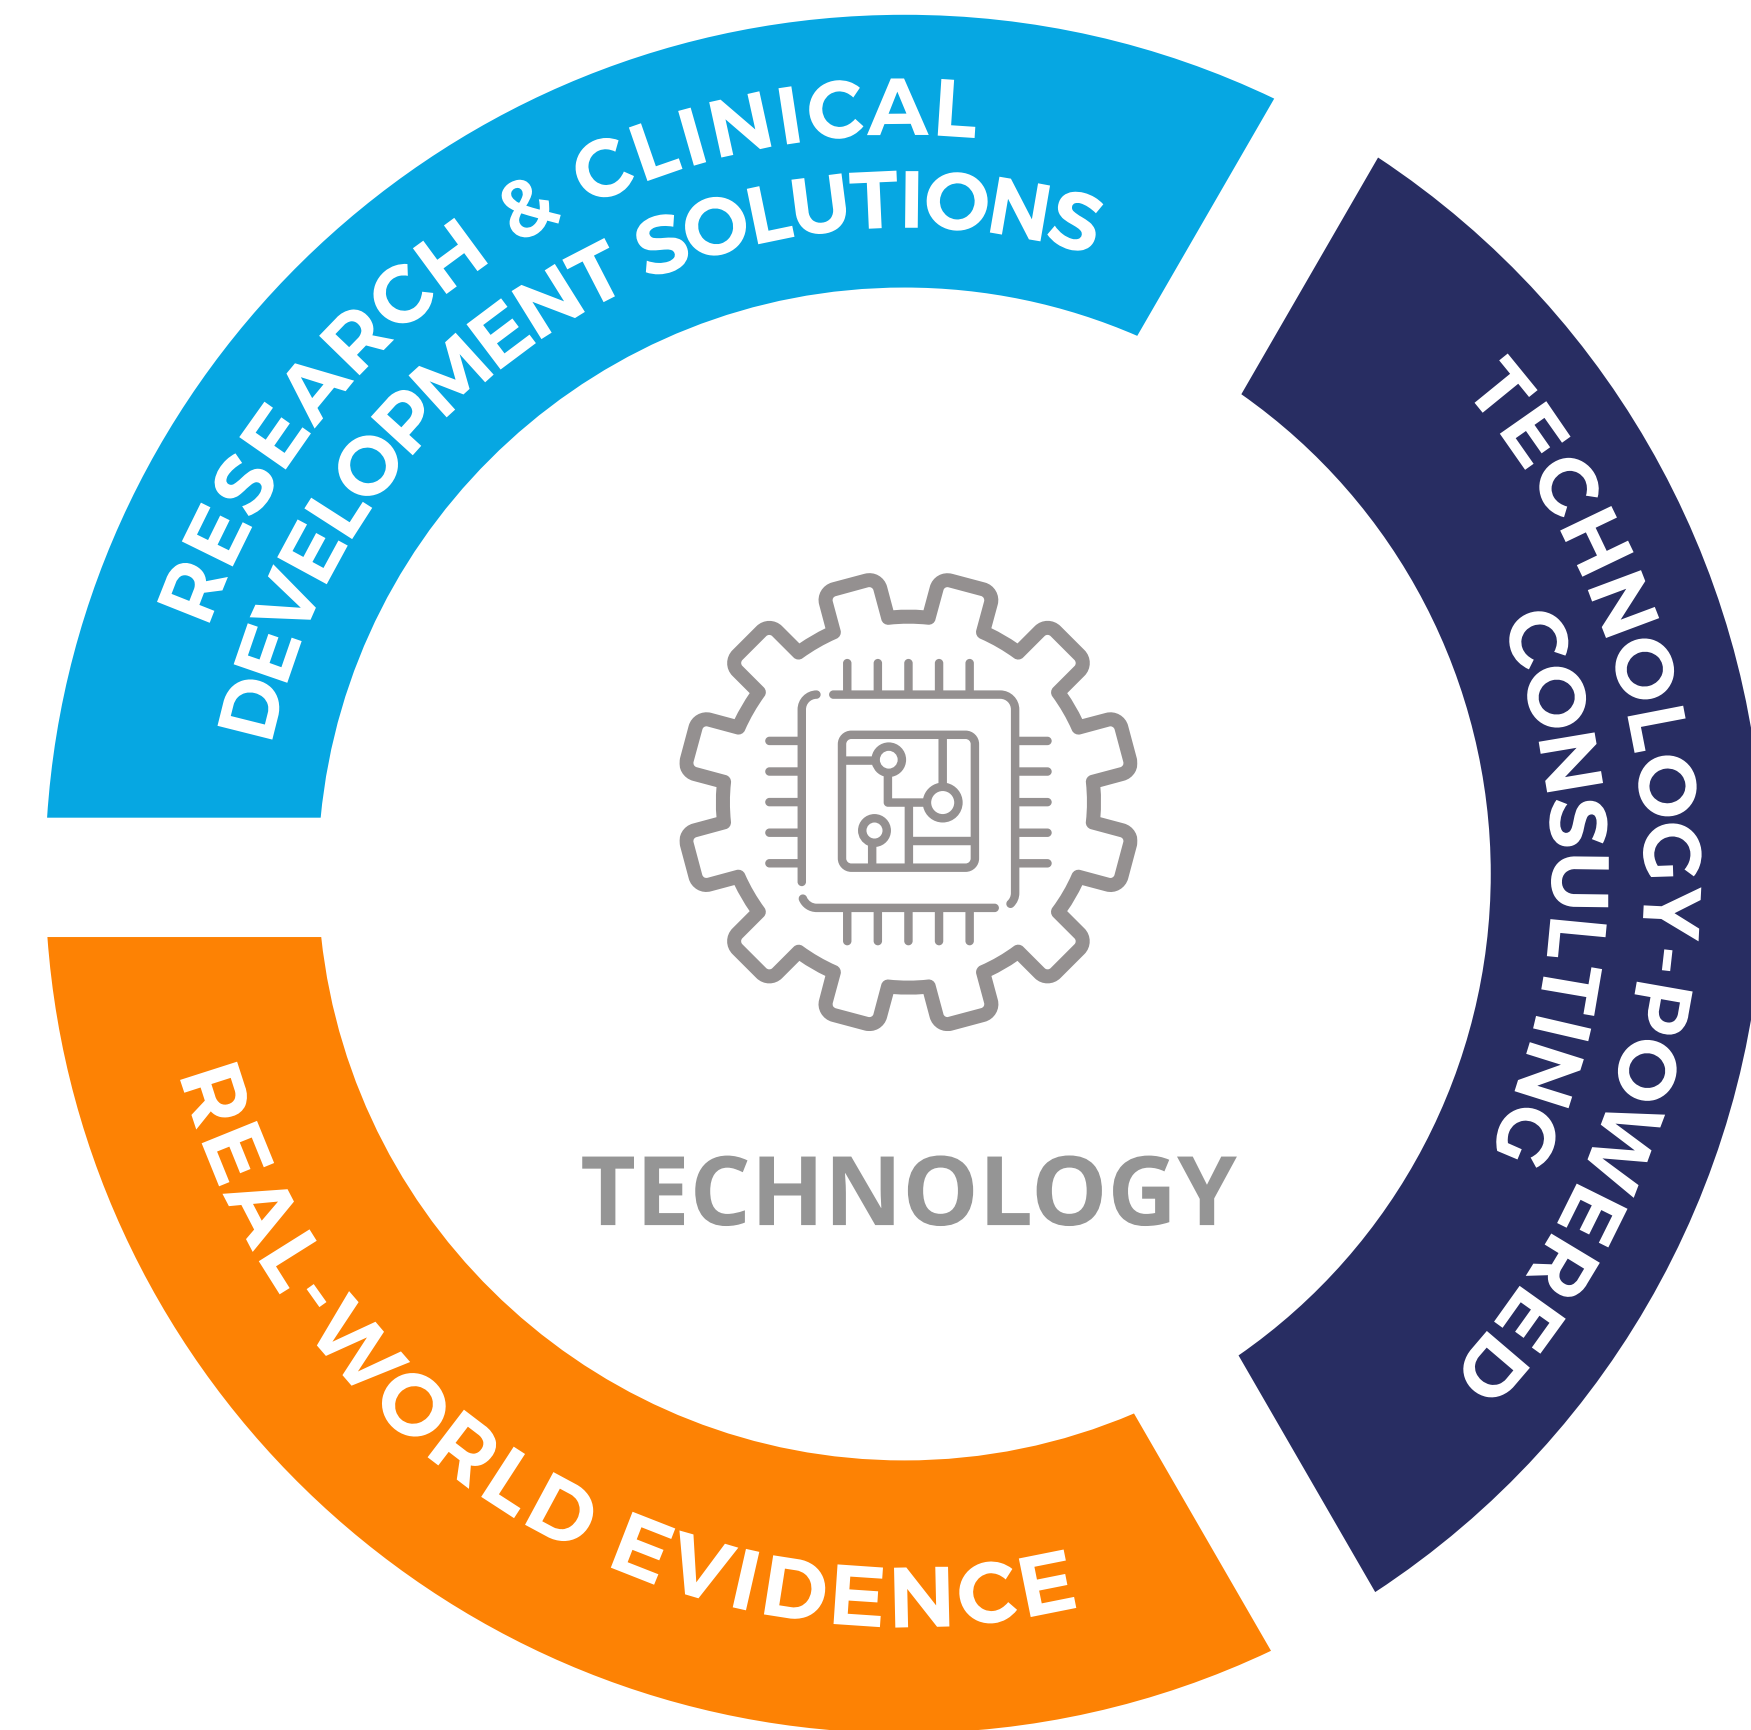 RESEARCH & CLINICAL
DEVELOPMENT SOLUTIONS
TECHNOLOGY-POWERED
CONSULTING
REAL-WORLD EVIDENCE
TECHNOLOGY